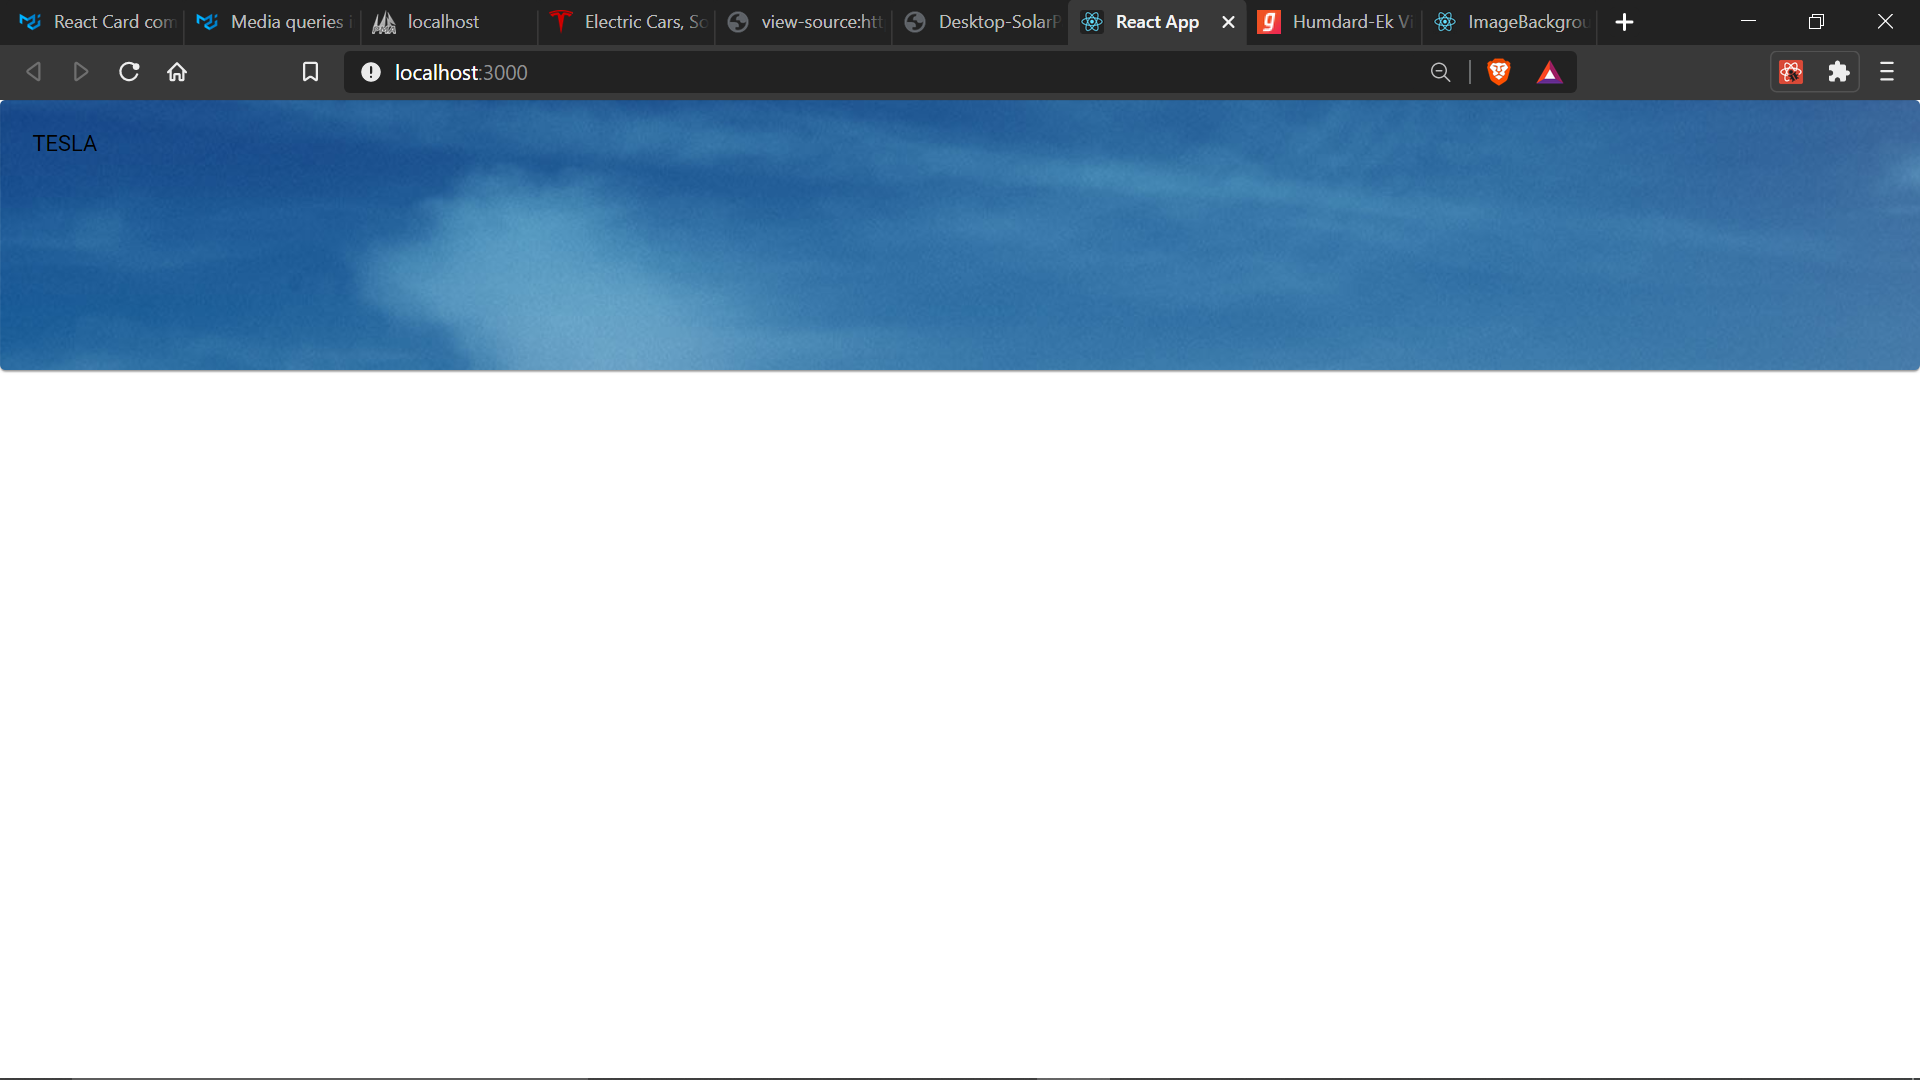 React Card com
Media queries i
localhost
Electric Cars, So
view-source:htt
Desktop-SolarP
React App
Humdard-Ek Vi
ImageBackgrou
localhost:3000
TESLA